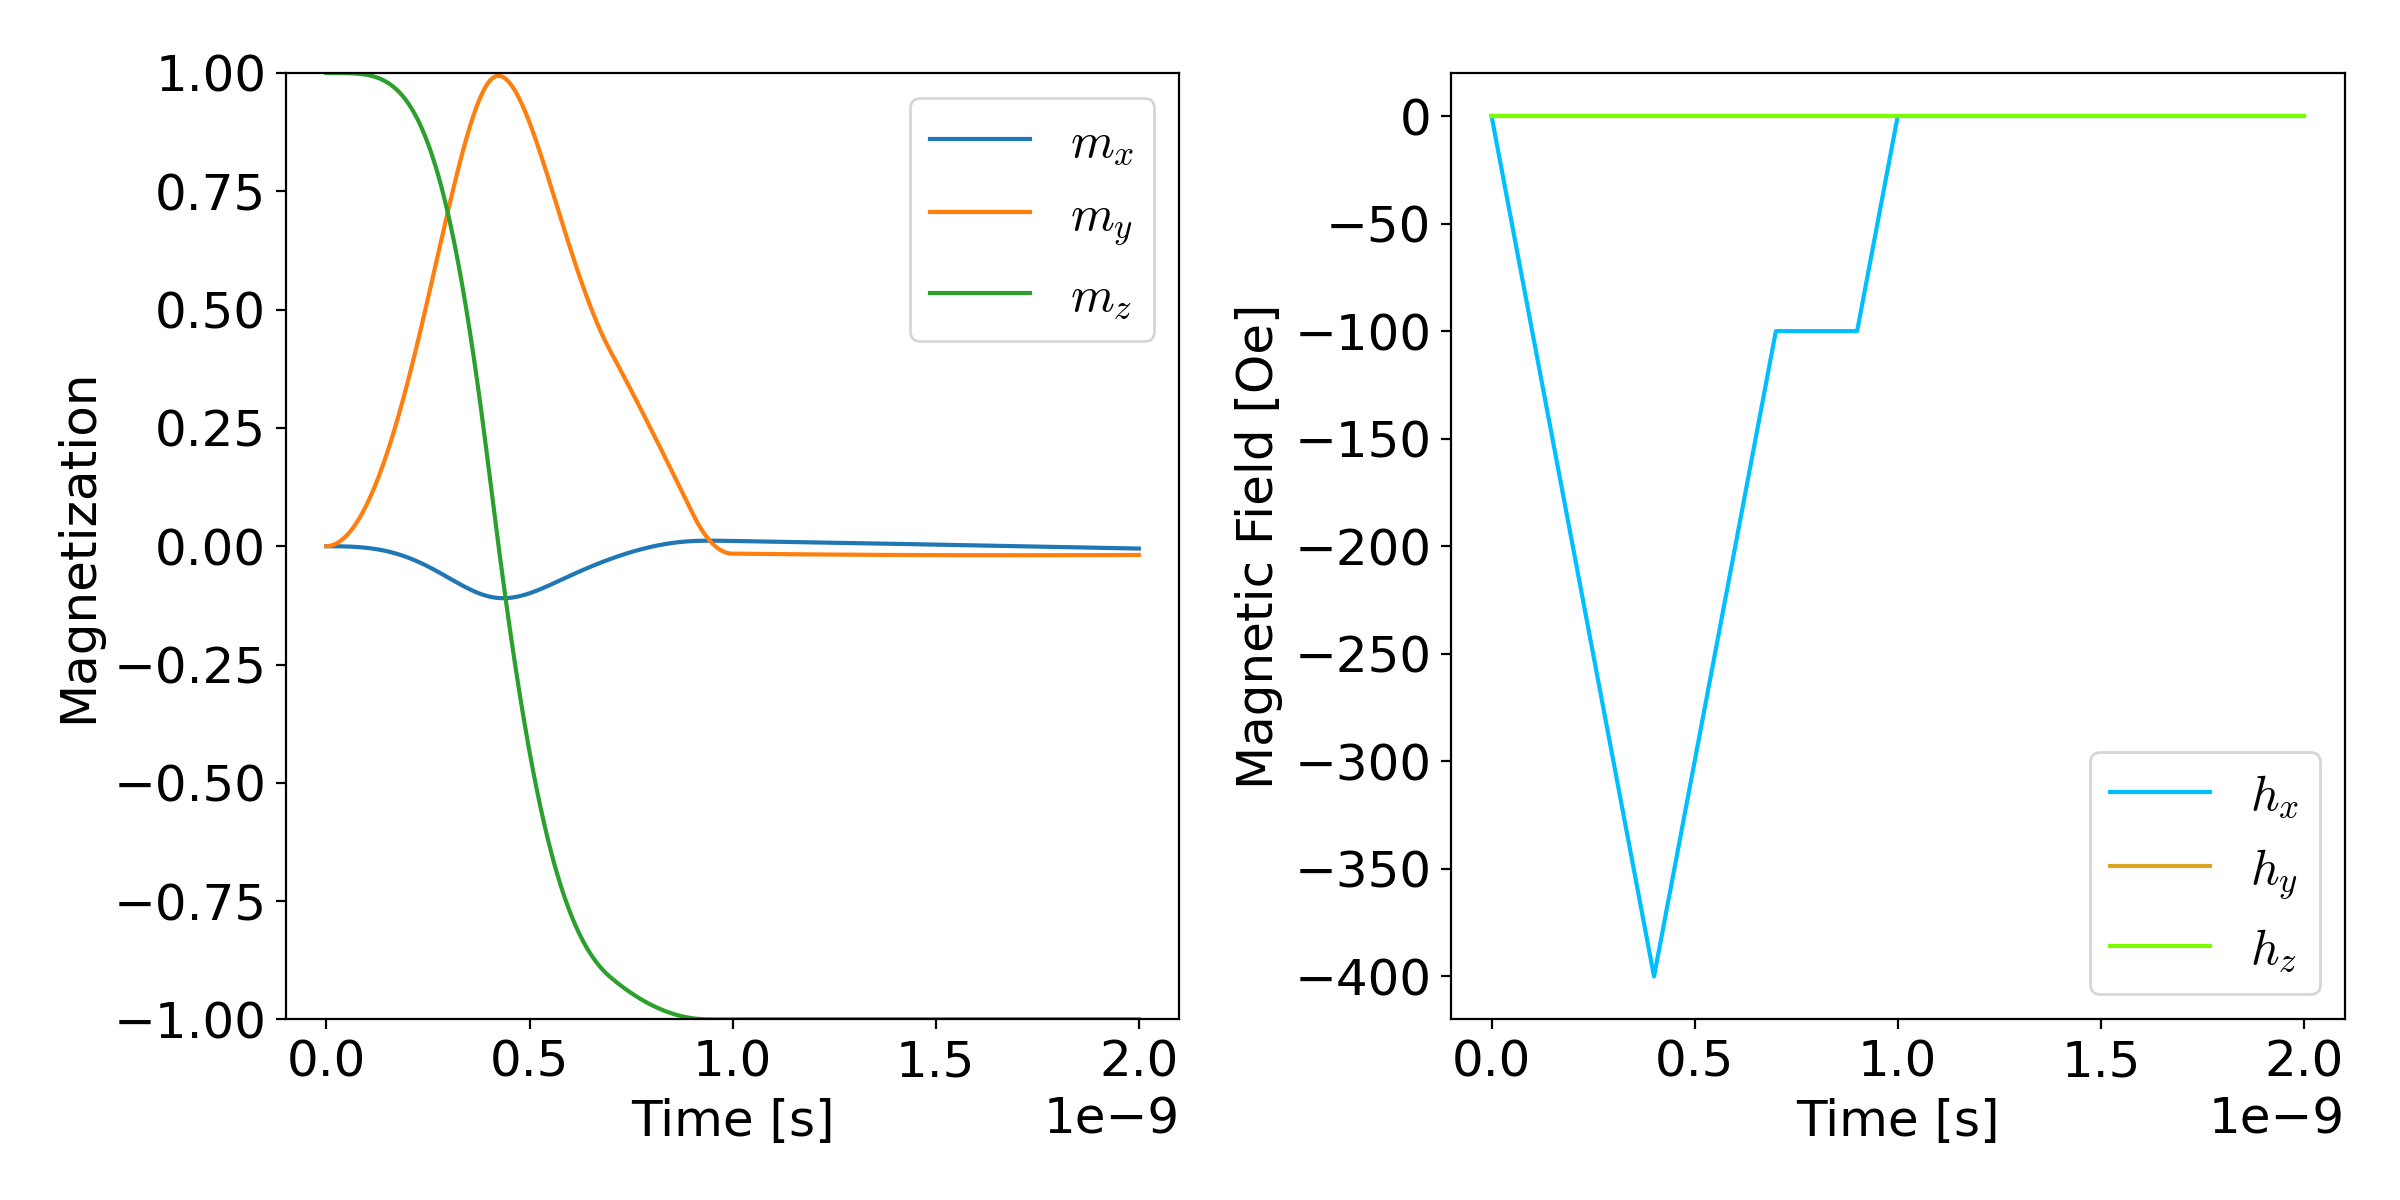 1.00
0.75
0.50
0.25
0.00
−0.25
−0.50
−0.75
−1.00
Magnetization
0.0 0.5 1.0 1.5 2.0
Time [s]
1e−9
m_x
m_y
m_z
0
−50
−100
−150
−200
−250
−300
−350
−400
Magnetic Field [Oe]
0.0 0.5 1.0 1.5 2.0
Time [s]
1e−9
h_x
h_y
h_z